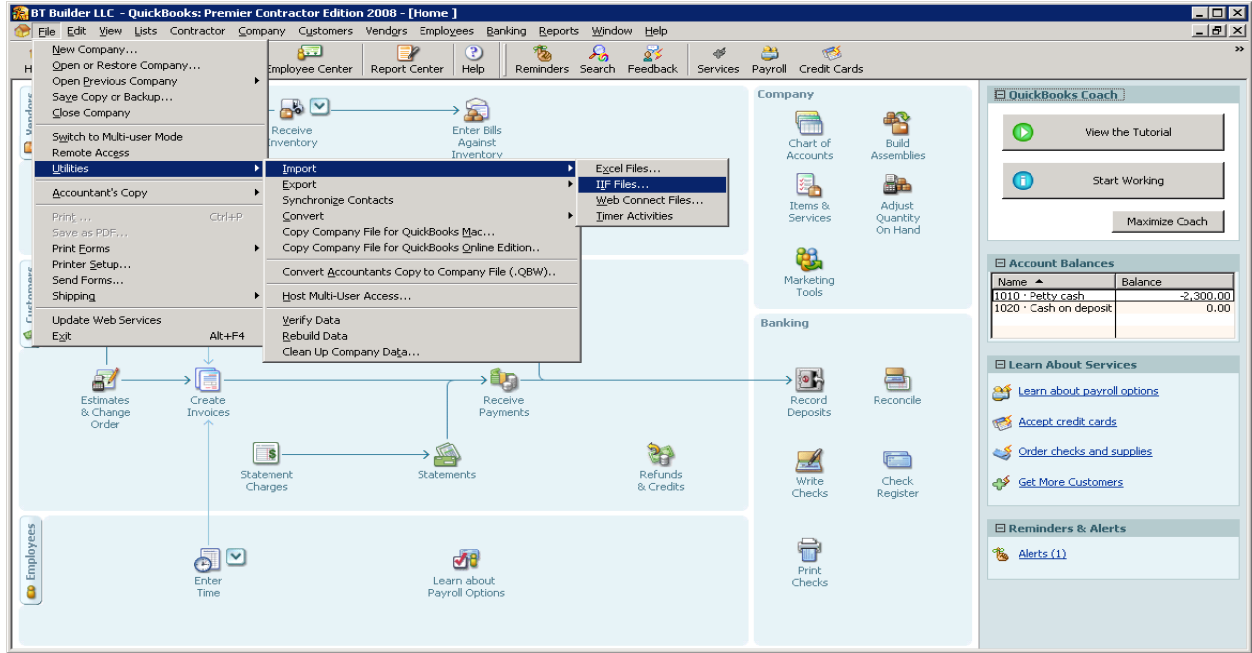 BT Builder LLC - QuickBooks: Premier Contractor Edition 2008 - [Home ]
File Edit View Lists Contractor Company Customers Vendors Employees Banking Reports Window Help
H Employee Center Report Center Help Reminders Search Feedback Services Payroll Credit Cards »
New Company...
Open or Restore Company...
Open Previous Company
Save Copy or Backup...
Close Company
Switch to Multi-user Mode
Remote Access
Utilities
Accountant's Copy
Print ... Ctrl+P
Save as PDF...
Print Forms
Printer Setup...
Send Forms...
Shipping
Update Web Services
Exit Alt+F4
Import
Export
Synchronize Contacts
Convert
Copy Company File for QuickBooks Mac...
Copy Company File for QuickBooks Online Edition..
Convert Accountants Copy to Company File (.QBW)..
Host Multi-User Access...
Verify Data
Rebuild Data
Clean Up Company Data...
Excel Files...
IIF Files...
Web Connect Files...
Timer Activities
Vendors
Receive
Inventory
Enter Bills
Against
Inventory
Customers
Estimates
& Change
Order
Create
Invoices
Receive
Payments
Statement
Charges
Statements
Refunds
& Credits
Employees
Enter
Time
Learn about
Payroll Options
Company
Chart of
Accounts
Build
Assemblies
Items &
Services
Adjust
Quantity
On Hand
Marketing
Tools
Banking
Record
Deposits
Reconcile
Write
Checks
Check
Register
Print
Checks
QuickBooks Coach
View the Tutorial
Start Working
Maximize Coach
Account Balances
Name Balance
1010 · Petty cash -2,300.00
1020 · Cash on deposit 0.00
Learn About Services
Learn about payroll options
Accept credit cards
Order checks and supplies
Get More Customers
Reminders & Alerts
Alerts (1)